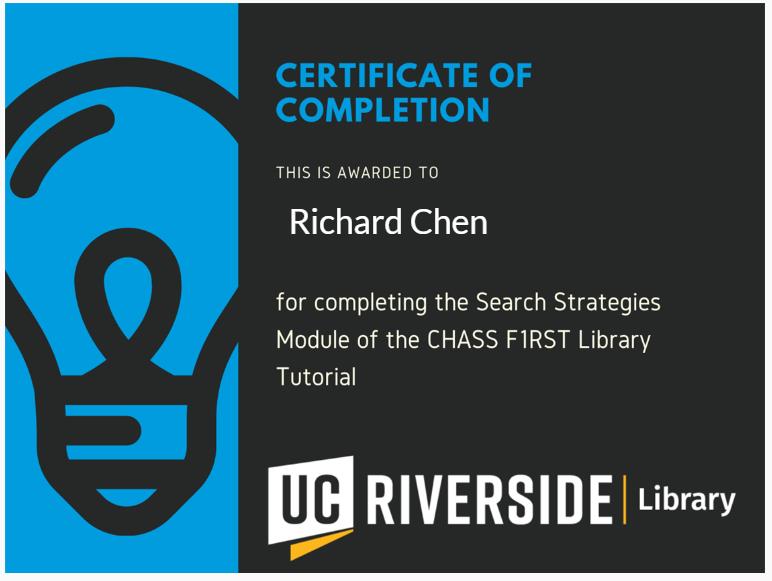 CERTIFICATE OF
COMPLETION
THIS IS AWARDED TO
Richard Chen
for completing the Search Strategies
Module of the CHASS F1RST Library
Tutorial
UC RIVERSIDE | Library